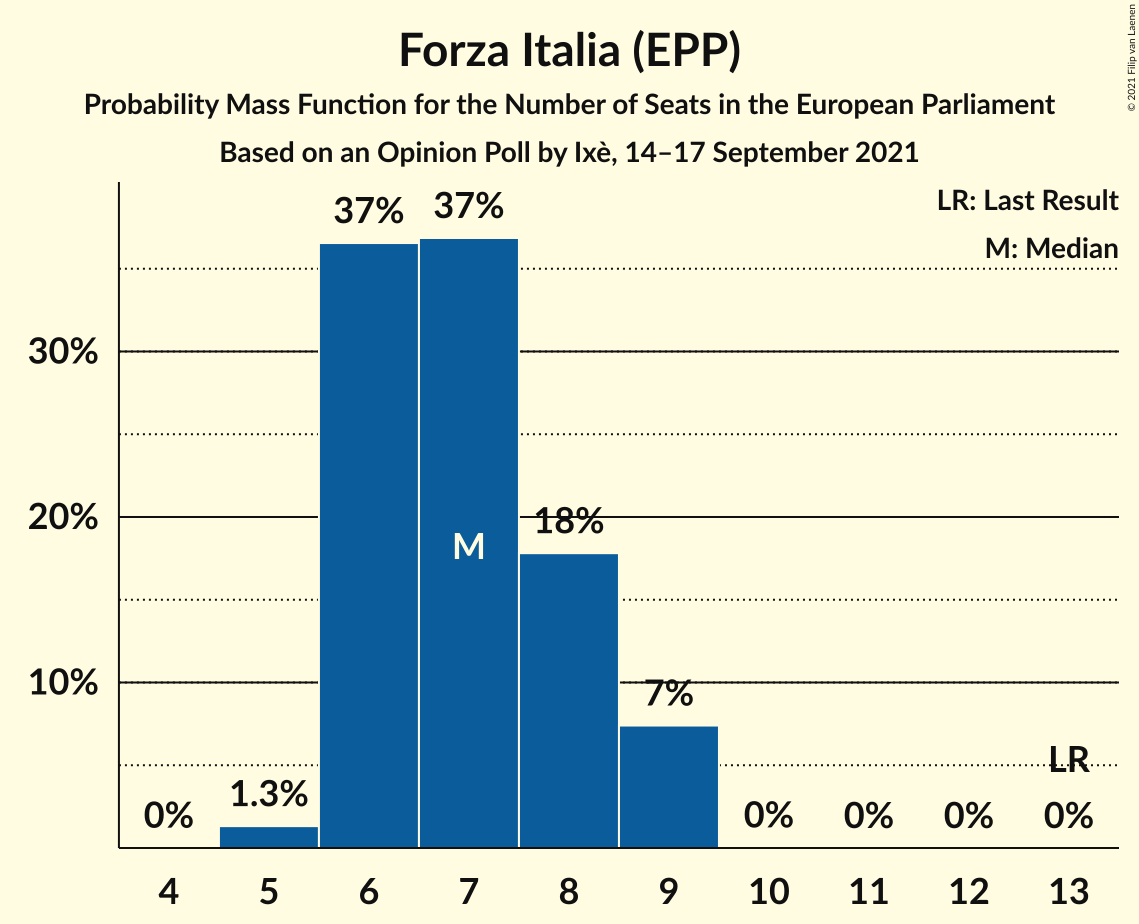 Forza Italia (EPP)
Probability Mass Function for the Number of Seats in the European Parliament
Based on an Opinion Poll by Ixè, 14–17 September 2021
© 2021 Filip van Laenen
LR: Last Result
M: Median
37%
37%
30%
20%
18%
M
10%
7%
LR
0%
1.3%
0%
0%
0%
0%
4
5
6
7
8
9
10
11
12
13